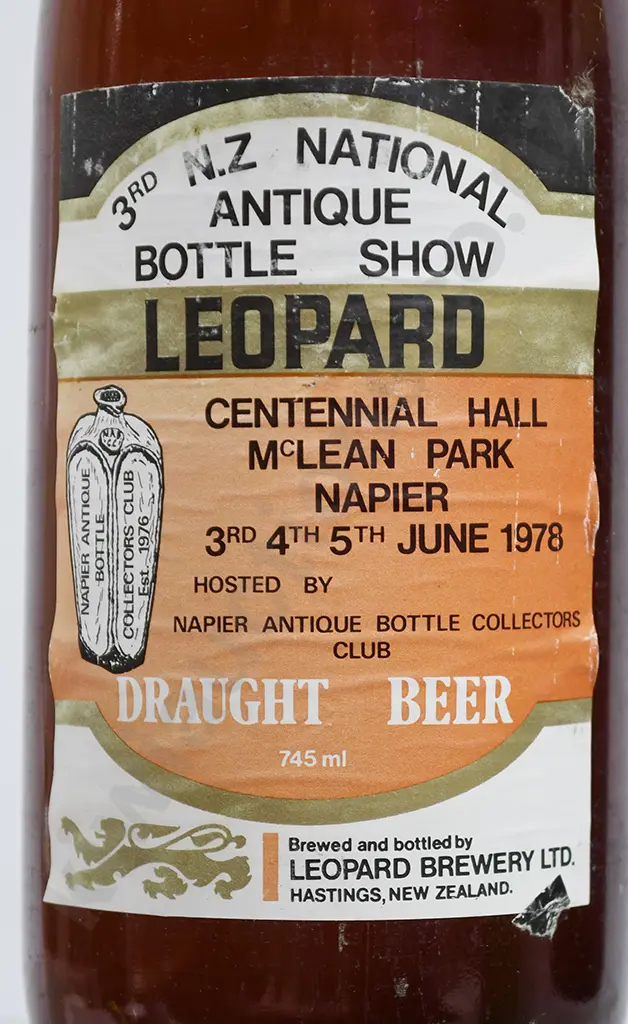 3RD N.Z NATIONAL
ANTIQUE
BOTTLE SHOW
LEOPARD
CENTENNIAL HALL
McLEAN PARK
NAPIER
3RD 4TH 5TH JUNE 1978
HOSTED BY
NAPIER ANTIQUE BOTTLE COLLECTORS
CLUB
NAPIER ANTIQUE
BOTTLE
COLLECTORS CLUB
Est. 1976
DRAUGHT BEER
745 ml
Brewed and bottled by
LEOPARD BREWERY LTD.
HASTINGS, NEW ZEALAND.